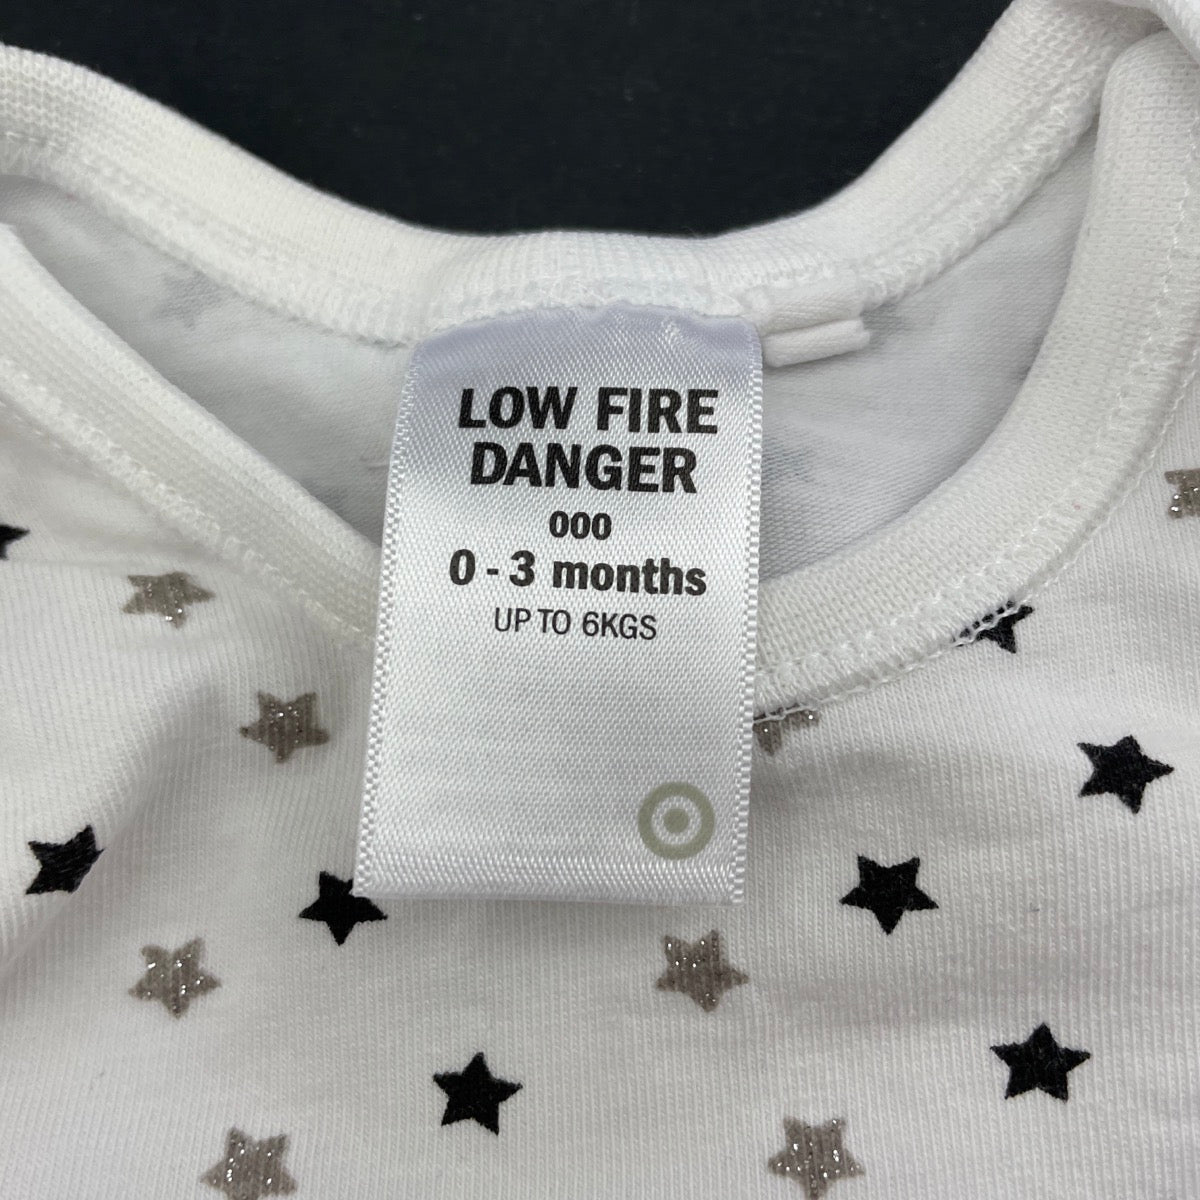 LOW FIRE
DANGER
000
0 - 3 months
UP TO 6KGS